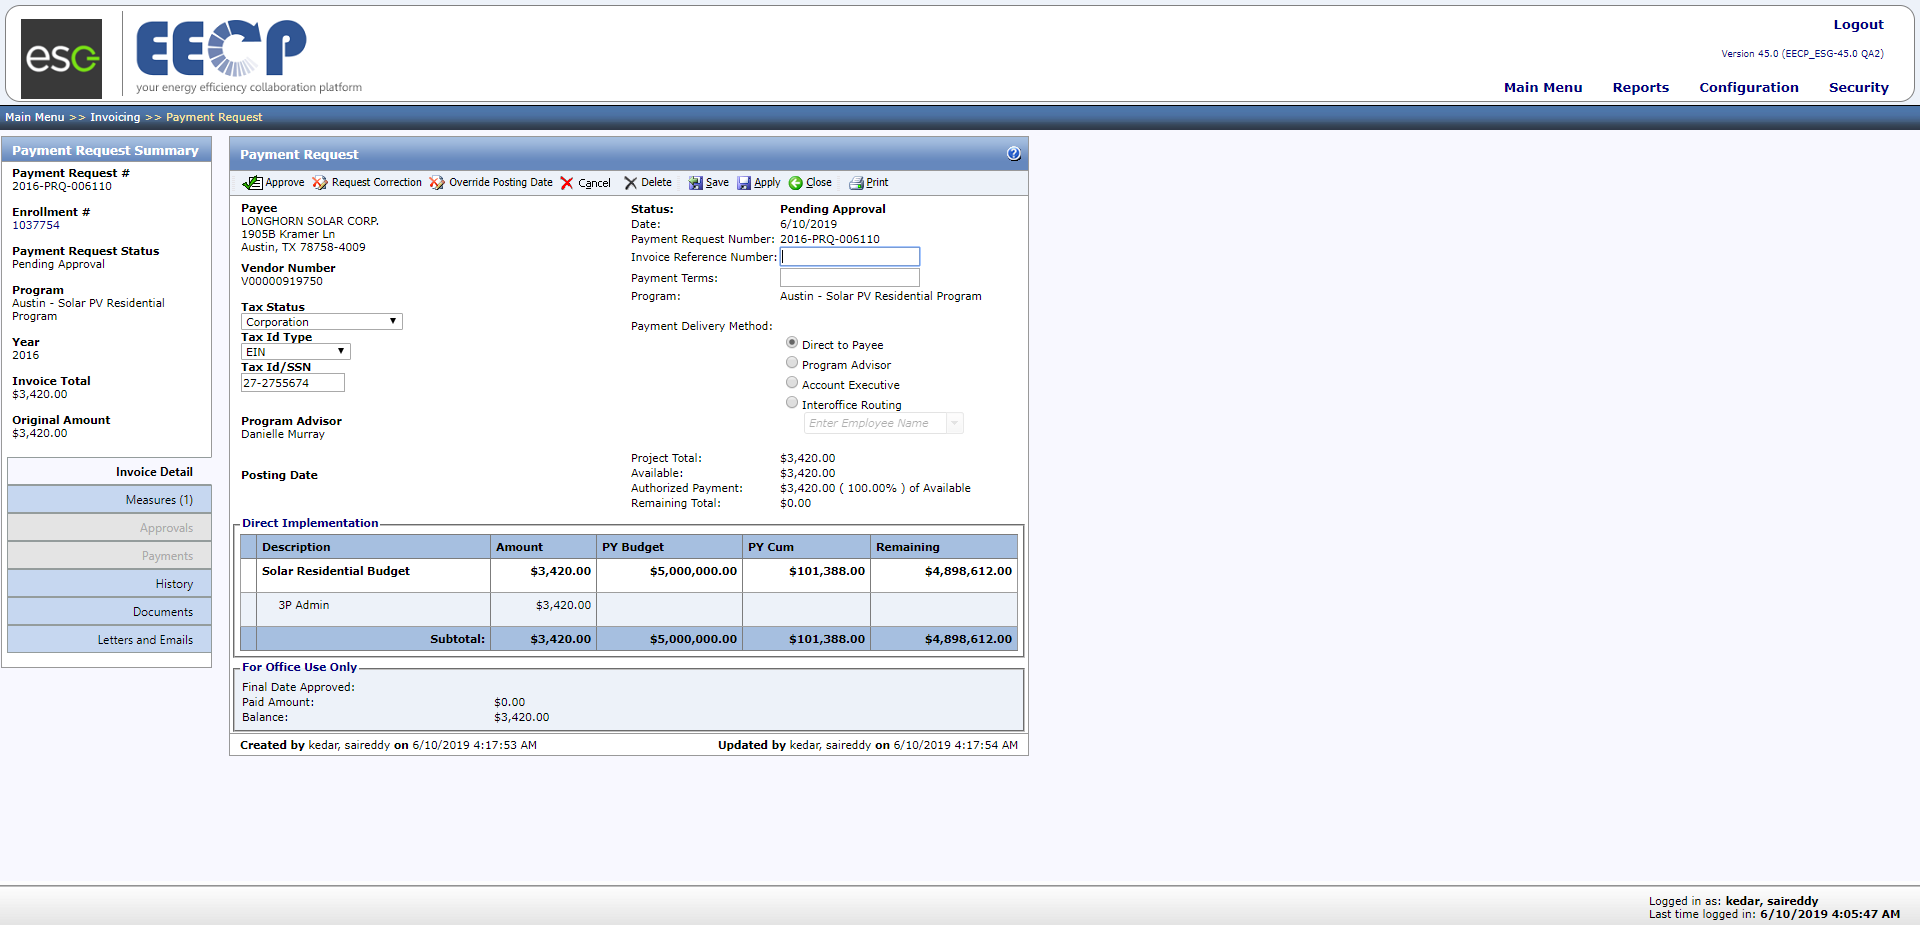 esg
EECP
your energy efficiency collaboration platform
Logout
Version 45.0 (EECP_ESG-45.0 QA2)
Main Menu Reports Configuration Security
Main Menu >> Invoicing >> Payment Request
Payment Request Summary
Payment Request #
2016-PRQ-006110
Enrollment #
1037754
Payment Request Status
Pending Approval
Program
Austin - Solar PV Residential
Program
Year
2016
Invoice Total
$3,420.00
Original Amount
$3,420.00
Invoice Detail
Measures (1)
Approvals
Payments
History
Documents
Letters and Emails
Payment Request
?
Approve Request Correction Override Posting Date Cancel Delete Save Apply Close Print
Payee
LONGHORN SOLAR CORP.
1905B Kramer Ln
Austin, TX 78758-4009
Vendor Number
V00000919750
Tax Status
Corporation
Tax Id Type
EIN
Tax Id/SSN
27-2755674
Program Advisor
Danielle Murray
Posting Date
Status: Pending Approval
Date: 6/10/2019
Payment Request Number: 2016-PRQ-006110
Invoice Reference Number:
Payment Terms:
Program: Austin - Solar PV Residential Program
Payment Delivery Method:
Direct to Payee
Program Advisor
Account Executive
Interoffice Routing
Enter Employee Name
Project Total: $3,420.00
Available: $3,420.00
Authorized Payment: $3,420.00 ( 100.00% ) of Available
Remaining Total: $0.00
Direct Implementation
Description Amount PY Budget PY Cum Remaining
Solar Residential Budget $3,420.00 $5,000,000.00 $101,388.00 $4,898,612.00
3P Admin $3,420.00
Subtotal: $3,420.00 $5,000,000.00 $101,388.00 $4,898,612.00
For Office Use Only
Final Date Approved:
Paid Amount: $0.00
Balance: $3,420.00
Created by kedar, saireddy on 6/10/2019 4:17:53 AM Updated by kedar, saireddy on 6/10/2019 4:17:54 AM
Logged in as: kedar, saireddy
Last time logged in: 6/10/2019 4:05:47 AM